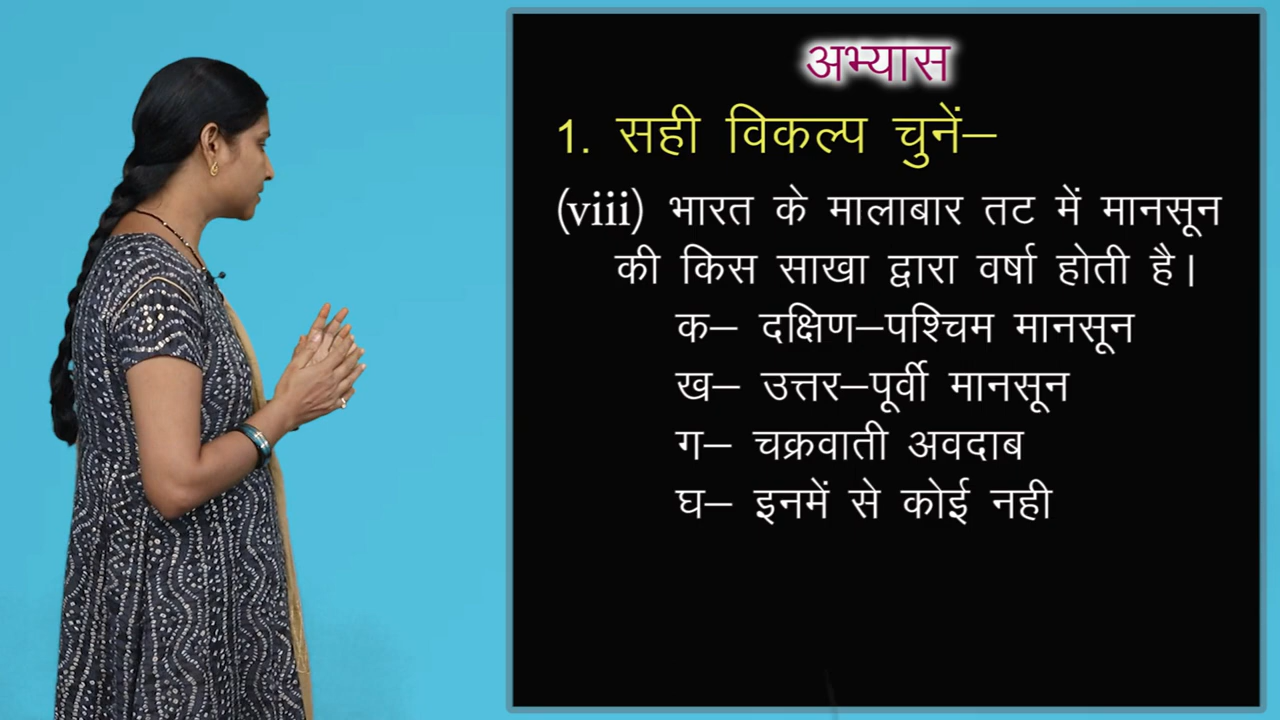 अभ्यास
1. सही विकल्प चुनें–
(viii) भारत के मालाबार तट में मानसून
की किस साखा द्वारा वर्षा होती है।
क– दक्षिण–पश्चिम मानसून
ख– उत्तर–पूर्वी मानसून
ग– चक्रवाती अवदाब
घ– इनमें से कोई नही